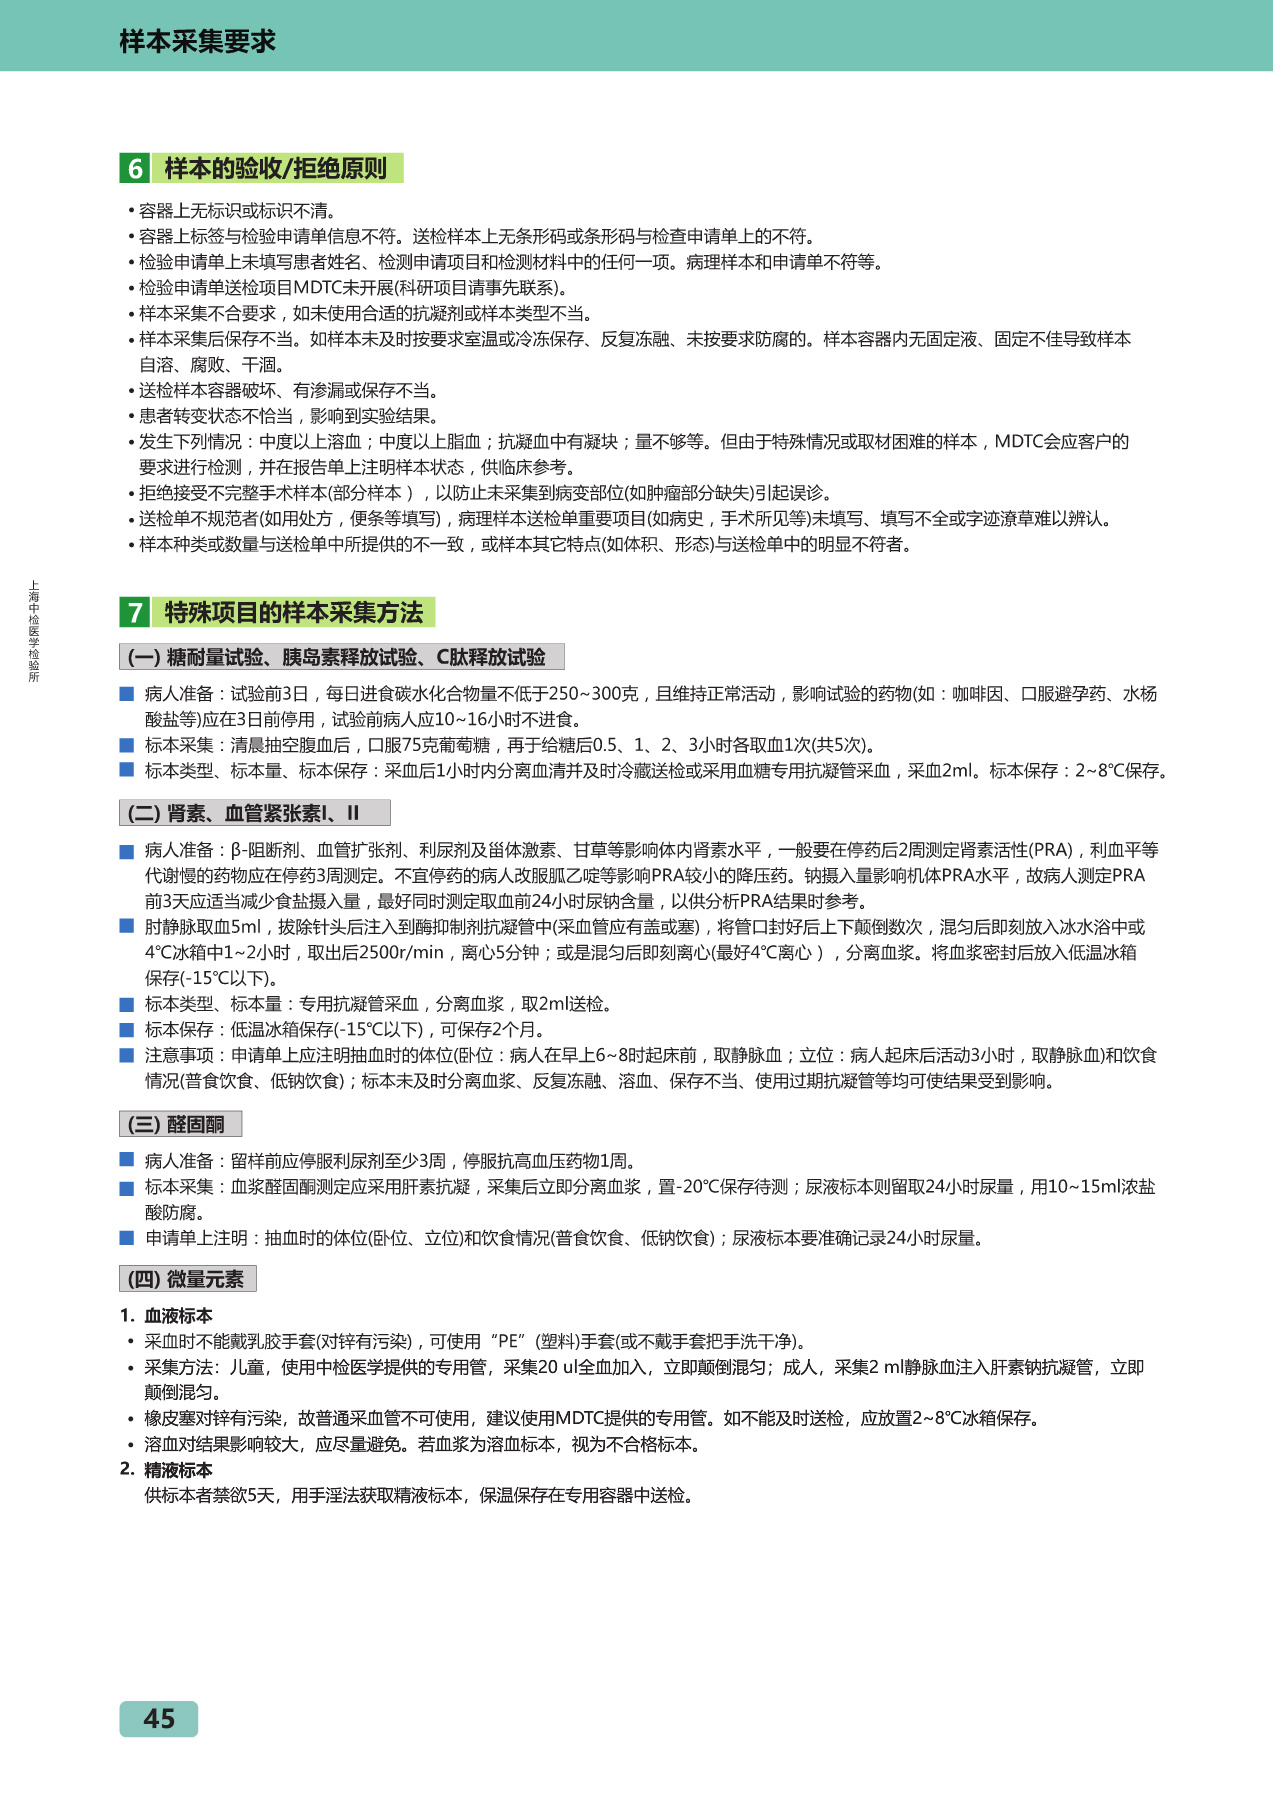 样本采集要求
6 样本的验收/拒绝原则
•容器上无标识或标识不清。
•容器上标签与检验申请单信息不符。送检样本上无条形码或条形码与检查申请单上的不符。
•检验申请单上未填写患者姓名、检测申请项目和检测材料中的任何一项。病理样本和申请单不符等。
•检验申请单送检项目MDTC未开展(科研项目请事先联系)。
•样本采集不合要求，如未使用合适的抗凝剂或样本类型不当。
•样本采集后保存不当。如样本未及时按要求室温或冷冻保存、反复冻融、未按要求防腐的。样本容器内无固定液、固定不佳导致样本
自溶、腐败、干涸。
•送检样本容器破坏、有渗漏或保存不当。
•患者转变状态不恰当，影响到实验结果。
•发生下列情况：中度以上溶血；中度以上脂血；抗凝血中有凝块；量不够等。但由于特殊情况或取材困难的样本，MDTC会应客户的
要求进行检测，并在报告单上注明样本状态，供临床参考。
•拒绝接受不完整手术样本(部分样本），以防止未采集到病变部位(如肿瘤部分缺失)引起误诊。
•送检单不规范者(如用处方，便条等填写)，病理样本送检单重要项目(如病史，手术所见等)未填写、填写不全或字迹潦草难以辨认。
•样本种类或数量与送检单中所提供的不一致，或样本其它特点(如体积、形态)与送检单中的明显不符者。
上海中检医学检验所
7 特殊项目的样本采集方法
(一) 糖耐量试验、胰岛素释放试验、C肽释放试验
病人准备：试验前3日，每日进食碳水化合物量不低于250~300克，且维持正常活动，影响试验的药物(如：咖啡因、口服避孕药、水杨
酸盐等)应在3日前停用，试验前病人应10~16小时不进食。
标本采集：清晨抽空腹血后，口服75克葡萄糖，再于给糖后0.5、1、2、3小时各取血1次(共5次)。
标本类型、标本量、标本保存：采血后1小时内分离血清并及时冷藏送检或采用血糖专用抗凝管采血，采血2ml。标本保存：2~8℃保存。
(二) 肾素、血管紧张素I、II
病人准备：β-阻断剂、血管扩张剂、利尿剂及甾体激素、甘草等影响体内肾素水平，一般要在停药后2周测定肾素活性(PRA)，利血平等
代谢慢的药物应在停药3周测定。不宜停药的病人改服胍乙啶等影响PRA较小的降压药。钠摄入量影响机体PRA水平，故病人测定PRA
前3天应适当减少食盐摄入量，最好同时测定取血前24小时尿钠含量，以供分析PRA结果时参考。
肘静脉取血5ml，拔除针头后注入到酶抑制剂抗凝管中(采血管应有盖或塞)，将管口封好后上下颠倒数次，混匀后即刻放入冰水浴中或
4℃冰箱中1~2小时，取出后2500r/min，离心5分钟；或是混匀后即刻离心(最好4℃离心），分离血浆。将血浆密封后放入低温冰箱
保存(-15℃以下)。
标本类型、标本量：专用抗凝管采血，分离血浆，取2ml送检。
标本保存：低温冰箱保存(-15℃以下)，可保存2个月。
注意事项：申请单上应注明抽血时的体位(卧位：病人在早上6~8时起床前，取静脉血；立位：病人起床后活动3小时，取静脉血)和饮食
情况(普食饮食、低钠饮食)；标本未及时分离血浆、反复冻融、溶血、保存不当、使用过期抗凝管等均可使结果受到影响。
(三) 醛固酮
病人准备：留样前应停服利尿剂至少3周，停服抗高血压药物1周。
标本采集：血浆醛固酮测定应采用肝素抗凝，采集后立即分离血浆，置-20℃保存待测；尿液标本则留取24小时尿量，用10~15ml浓盐
酸防腐。
申请单上注明：抽血时的体位(卧位、立位)和饮食情况(普食饮食、低钠饮食)；尿液标本要准确记录24小时尿量。
(四) 微量元素
1. 血液标本
• 采血时不能戴乳胶手套(对锌有污染)，可使用“PE”(塑料)手套(或不戴手套把手洗干净)。
• 采集方法：儿童，使用中检医学提供的专用管，采集20 ul全血加入，立即颠倒混匀；成人，采集2 ml静脉血注入肝素钠抗凝管，立即
颠倒混匀。
• 橡皮塞对锌有污染，故普通采血管不可使用，建议使用MDTC提供的专用管。如不能及时送检，应放置2~8℃冰箱保存。
• 溶血对结果影响较大，应尽量避免。若血浆为溶血标本，视为不合格标本。
2. 精液标本
供标本者禁欲5天，用手淫法获取精液标本，保温保存在专用容器中送检。
45